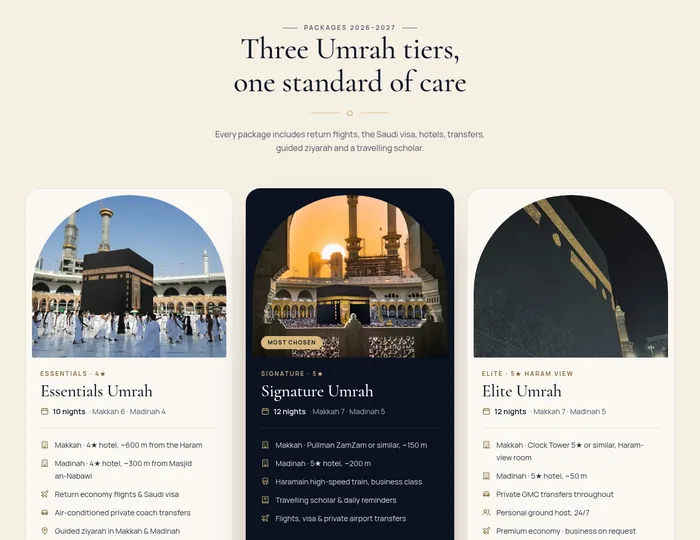 PACKAGES 2026–2027
Three Umrah tiers,
one standard of care
Every package includes return flights, the Saudi visa, hotels, transfers,
guided ziyarah and a travelling scholar.
ESSENTIALS · 4★
Essentials Umrah
10 nights · Makkah 6 · Madinah 4
Makkah · 4★ hotel, ~600 m from the Haram
Madinah · 4★ hotel, ~300 m from Masjid
an-Nabawi
Return economy flights & Saudi visa
Air-conditioned private coach transfers
Guided ziyarah in Makkah & Madinah
MOST CHOSEN
SIGNATURE · 5★
Signature Umrah
12 nights · Makkah 7 · Madinah 5
Makkah · Pullman ZamZam or similar, ~150 m
Madinah · 5★ hotel, ~200 m
Haramain high-speed train, business class
Travelling scholar & daily reminders
Flights, visa & private airport transfers
ELITE · 5★ HARAM VIEW
Elite Umrah
12 nights · Makkah 7 · Madinah 5
Makkah · Clock Tower 5★ or similar, Haram-
view room
Madinah · 5★ hotel, ~50 m
Private GMC transfers throughout
Personal ground host, 24/7
Premium economy · business on request